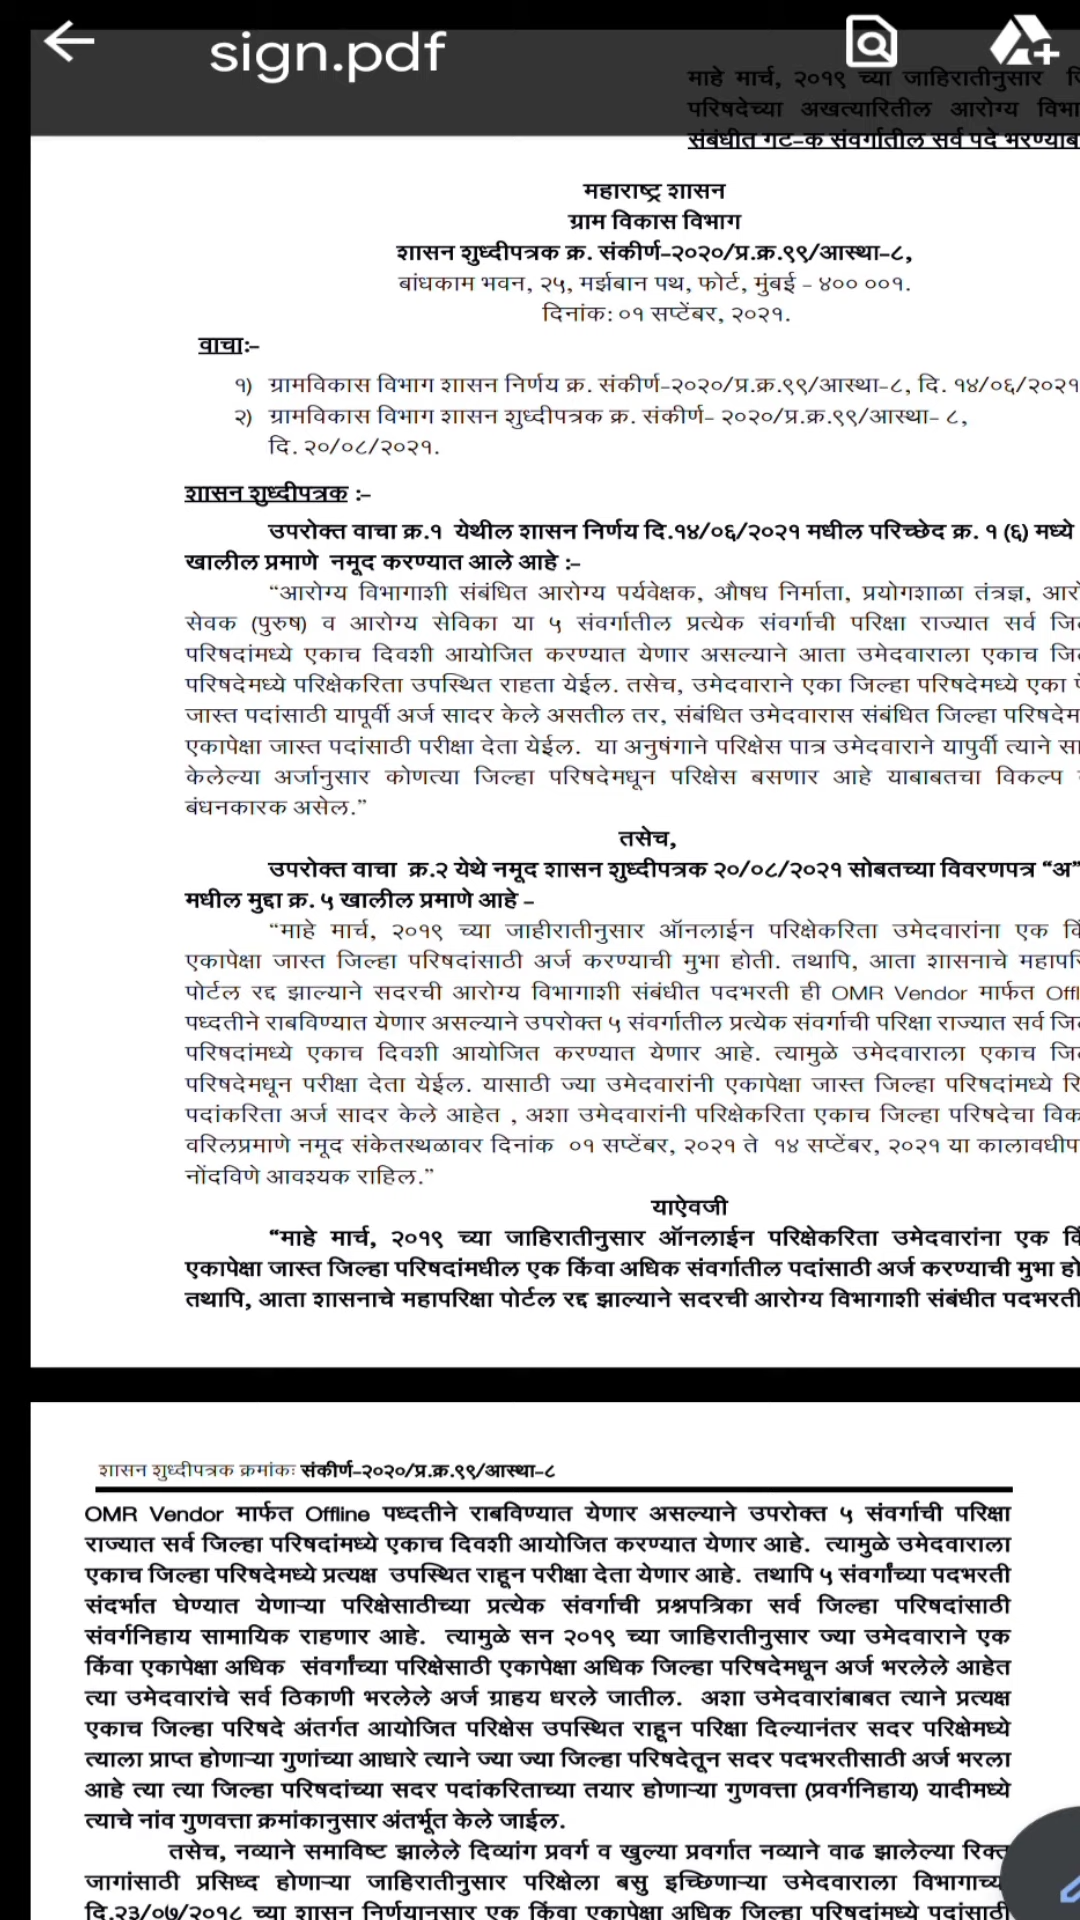 sign.pdf
माहे मार्च, २०१९ च्या जाहिरातीनुसार
परिषदेच्या अखत्यारितील आरोग्य
संबंधीत गट-क संवर्गातील सर्व पदे
महाराष्ट्र शासन
ग्राम विकास विभाग
शासन शुध्दीपत्रक क्र. संकीर्ण-२०२०/प्र.क्र.९९/आस्था-८,
बांधकाम भवन, २५, मर्झबान पथ, फोर्ट, मुंबई - ४०० ००१.
दिनांक: ०१ सप्टेंबर, २०२१.
वाचा:-
१) ग्रामविकास विभाग शासन निर्णय क्र. संकीर्ण-२०२०/प्र.क्र.९९/आस्था-८, दि. १४/०६/२०२१
२) ग्रामविकास विभाग शासन शुध्दीपत्रक क्र. संकीर्ण- २०२०/प्र.क्र.९९/आस्था- ८,
दि. २०/०८/२०२१.
शासन शुध्दीपत्रक :-
उपरोक्त वाचा क्र.१ येथील शासन निर्णय दि.१४/०६/२०२१ मधील परिच्छेद क्र. १ (६) मध्ये
खालील प्रमाणे नमूद करण्यात आले आहे :-
“आरोग्य विभागाशी संबंधित आरोग्य पर्यवेक्षक, औषध निर्माता, प्रयोगशाळा तंत्रज्ञ,
सेवक (पुरुष) व आरोग्य सेविका या ५ संवर्गातील प्रत्येक संवर्गाची परिक्षा राज्यात सर्व
परिषदांमध्ये एकाच दिवशी आयोजित करण्यात येणार असल्याने आता उमेदवाराला एकाच
परिषदेमध्ये परिक्षेकरिता उपस्थित राहता येईल. तसेच, उमेदवाराने एका जिल्हा परिषदेमध्ये एका
जास्त पदांसाठी यापूर्वी अर्ज सादर केले असतील तर, संबंधित उमेदवारास संबंधित जिल्हा
एकापेक्षा जास्त पदांसाठी परीक्षा देता येईल. या अनुषंगाने परिक्षेस पात्र उमेदवाराने यापुर्वी त्याने
केलेल्या अर्जानुसार कोणत्या जिल्हा परिषदेमधून परिक्षेस बसणार आहे याबाबतचा विकल्प
बंधनकारक असेल.”
तसेच,
उपरोक्त वाचा क्र.२ येथे नमूद शासन शुध्दीपत्रक २०/०८/२०२१ सोबतच्या विवरणपत्र “अ”
मधील मुद्दा क्र. ५ खालील प्रमाणे आहे -
“माहे मार्च, २०१९ च्या जाहीरातीनुसार ऑनलाईन परिक्षेकरिता उमेदवारांना एक
एकापेक्षा जास्त जिल्हा परिषदांसाठी अर्ज करण्याची मुभा होती. तथापि, आता शासनाचे
पोर्टल रद्द झाल्याने सदरची आरोग्य विभागाशी संबंधीत पदभरती ही OMR Vendor मार्फत
पध्दतीने राबविण्यात येणार असल्याने उपरोक्त ५ संवर्गातील प्रत्येक संवर्गाची परिक्षा राज्यात सर्व
परिषदांमध्ये एकाच दिवशी आयोजित करण्यात येणार आहे. त्यामुळे उमेदवाराला एकाच
परिषदेमधून परीक्षा देता येईल. यासाठी ज्या उमेदवारांनी एकापेक्षा जास्त जिल्हा परिषदांमध्ये
पदांकरिता अर्ज सादर केले आहेत , अशा उमेदवारांनी परिक्षेकरिता एकाच जिल्हा परिषदेचा
वरिलप्रमाणे नमूद संकेतस्थळावर दिनांक ०१ सप्टेंबर, २०२१ ते १४ सप्टेंबर, २०२१ या
नोंदविणे आवश्यक राहिल.”
याऐवजी
“माहे मार्च, २०१९ च्या जाहिरातीनुसार ऑनलाईन परिक्षेकरिता उमेदवारांना एक
एकापेक्षा जास्त जिल्हा परिषदांमधील एक किंवा अधिक संवर्गातील पदांसाठी अर्ज करण्याची मुभा
तथापि, आता शासनाचे महापरिक्षा पोर्टल रद्द झाल्याने सदरची आरोग्य विभागाशी संबंधीत पदभरती
शासन शुध्दीपत्रक क्रमांकः संकीर्ण-२०२०/प्र.क्र.९९/आस्था-८
OMR Vendor मार्फत Offline पध्दतीने राबविण्यात येणार असल्याने उपरोक्त ५ संवर्गाची परिक्षा
राज्यात सर्व जिल्हा परिषदांमध्ये एकाच दिवशी आयोजित करण्यात येणार आहे. त्यामुळे उमेदवाराला
एकाच जिल्हा परिषदेमध्ये प्रत्यक्ष उपस्थित राहून परीक्षा देता येणार आहे. तथापि ५ संवर्गांच्या पदभरती
संदर्भात घेण्यात येणाऱ्या परिक्षेसाठीच्या प्रत्येक संवर्गाची प्रश्नपत्रिका सर्व जिल्हा परिषदांसाठी
संवर्गनिहाय सामायिक राहणार आहे. त्यामुळे सन २०१९ च्या जाहिरातीनुसार ज्या उमेदवाराने एक
किंवा एकापेक्षा अधिक संवर्गांच्या परिक्षेसाठी एकापेक्षा अधिक जिल्हा परिषदेमधून अर्ज भरलेले आहेत
त्या उमेदवारांचे सर्व ठिकाणी भरलेले अर्ज ग्राहय धरले जातील. अशा उमेदवारांबाबत त्याने प्रत्यक्ष
एकाच जिल्हा परिषदे अंतर्गत आयोजित परिक्षेस उपस्थित राहून परिक्षा दिल्यानंतर सदर परिक्षेमध्ये
त्याला प्राप्त होणाऱ्या गुणांच्या आधारे त्याने ज्या ज्या जिल्हा परिषदेतून सदर पदभरतीसाठी अर्ज भरला
आहे त्या त्या जिल्हा परिषदांच्या सदर पदांकरिताच्या तयार होणाऱ्या गुणवत्ता (प्रवर्गनिहाय) यादीमध्ये
त्याचे नांव गुणवत्ता क्रमांकानुसार अंतर्भूत केले जाईल.
तसेच, नव्याने समाविष्ट झालेले दिव्यांग प्रवर्ग व खुल्या प्रवर्गात नव्याने वाढ झालेल्या रिक्त
जागांसाठी प्रसिध्द होणाऱ्या जाहिरातीनुसार परिक्षेला बसु इच्छिणाऱ्या उमेदवाराला विभागाच्या
दि.२३/०७/२०१८ च्या शासन निर्णयानुसार एक किंवा एकापेक्षा अधिक जिल्हा परिषदांमध्ये पदांसाठी